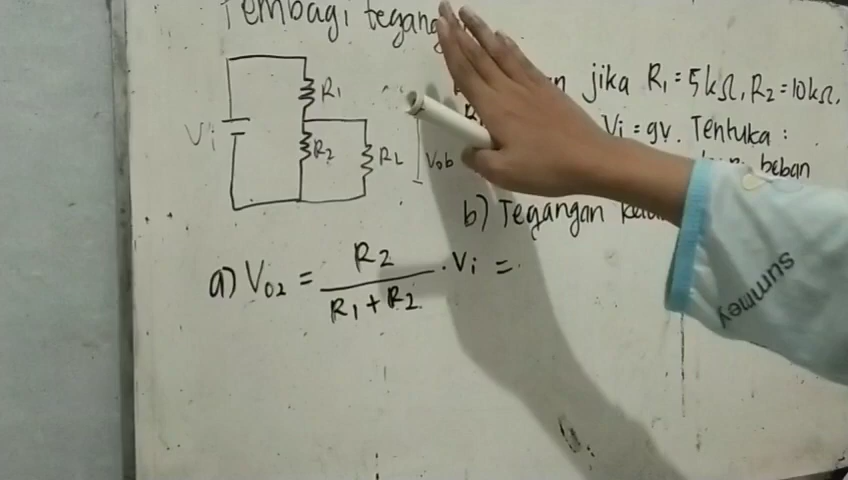 Tembagi tegang
R1
Vi
R2
RL
Vob
jika R1 = 5kΩ, R2 = 10kΩ.
Vi = 9V. Tentuka :
beban
b) Tegangan
a) Vo2 = R2 / R1 + R2 . Vi =
summey